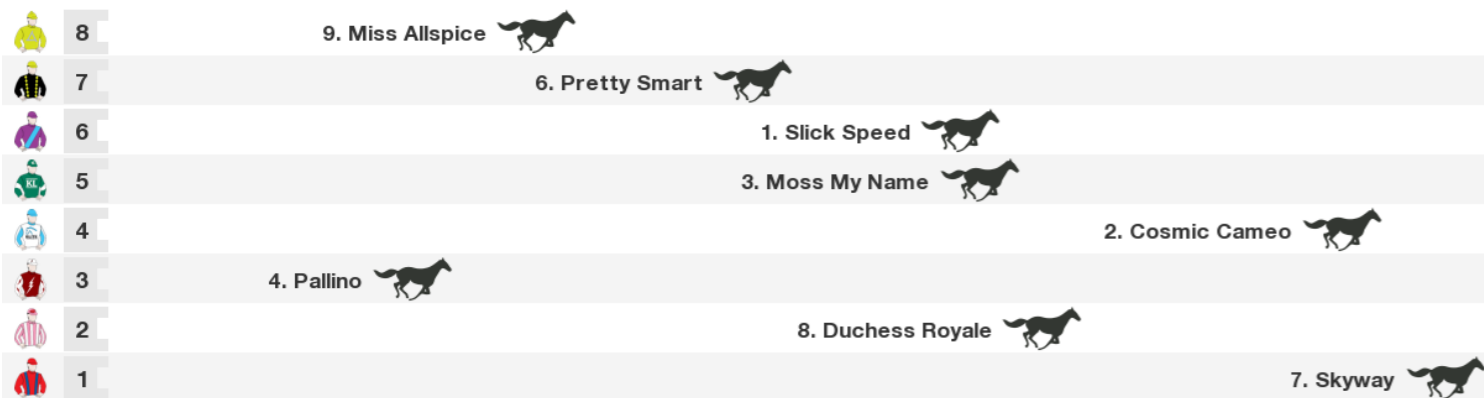 8 9. Miss Allspice
7 6. Pretty Smart
6 1. Slick Speed
5 3. Moss My Name
4 2. Cosmic Cameo
3 4. Pallino
2 8. Duchess Royale
1 7. Skyway